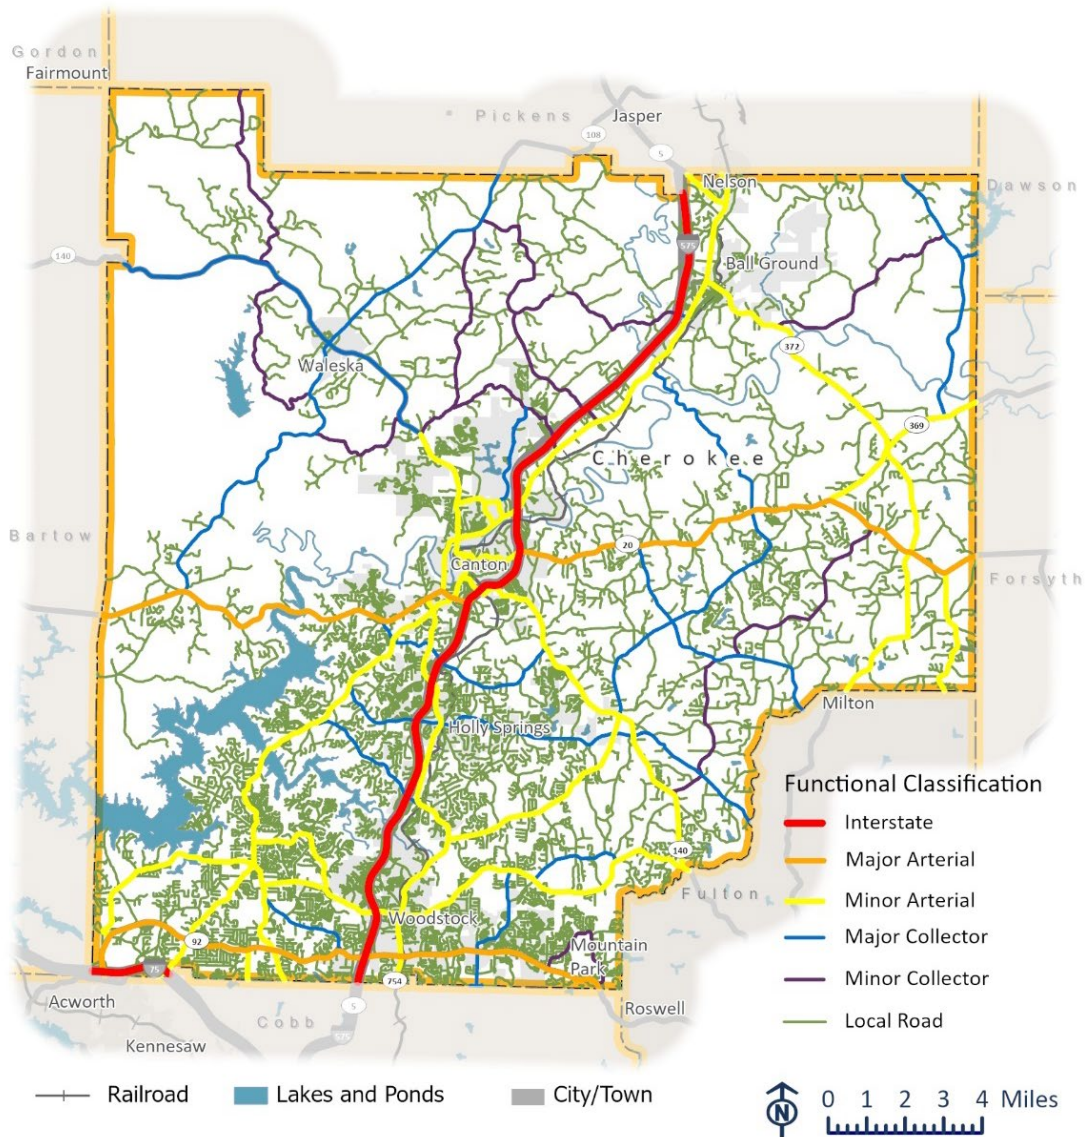 Gordon
Fairmount
Pickens
Jasper
108
5
Nelson
Dawson
140
575
Ball Ground
372
Waleska
369
Cherokee
Bartow
20
Canton
Forsyth
Milton
Holly Springs
Functional Classification
Interstate
Major Arterial
140
Minor Arterial
Fulton
Woodstock
Major Collector
92
Mountain
Park
75
Minor Collector
754
Acworth
5
Roswell
Cobb
Local Road
575
Kennesaw
Railroad
Lakes and Ponds
City/Town
N
0 1 2 3 4 Miles